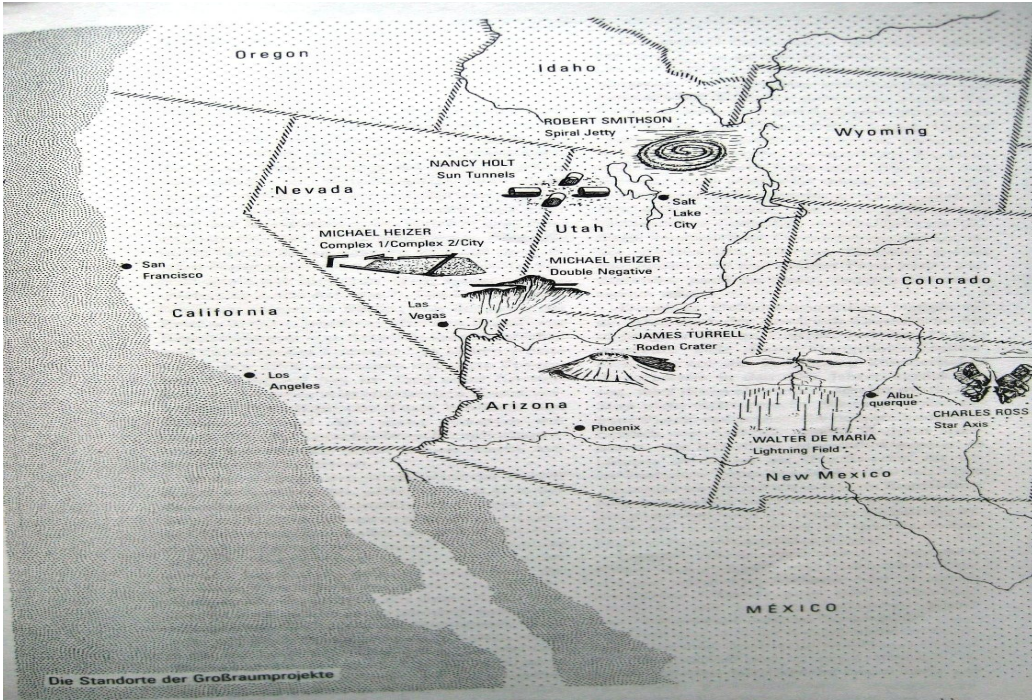 Oregon
Idaho
ROBERT SMITHSON
Spiral Jetty
Wyoming
NANCY HOLT
Sun Tunnels
Nevada
Salt
Lake
City
Utah
MICHAEL HEIZER
Complex 1/Complex 2/City
MICHAEL HEIZER
Double Negative
San
Francisco
Colorado
Las
Vegas
California
JAMES TURRELL
Roden Crater
Los
Angeles
Albu-
querque
Arizona
CHARLES ROSS
Star Axis
Phoenix
WALTER DE MARIA
Lightning Field
New Mexico
MÉXICO
Die Standorte der Großraumprojekte